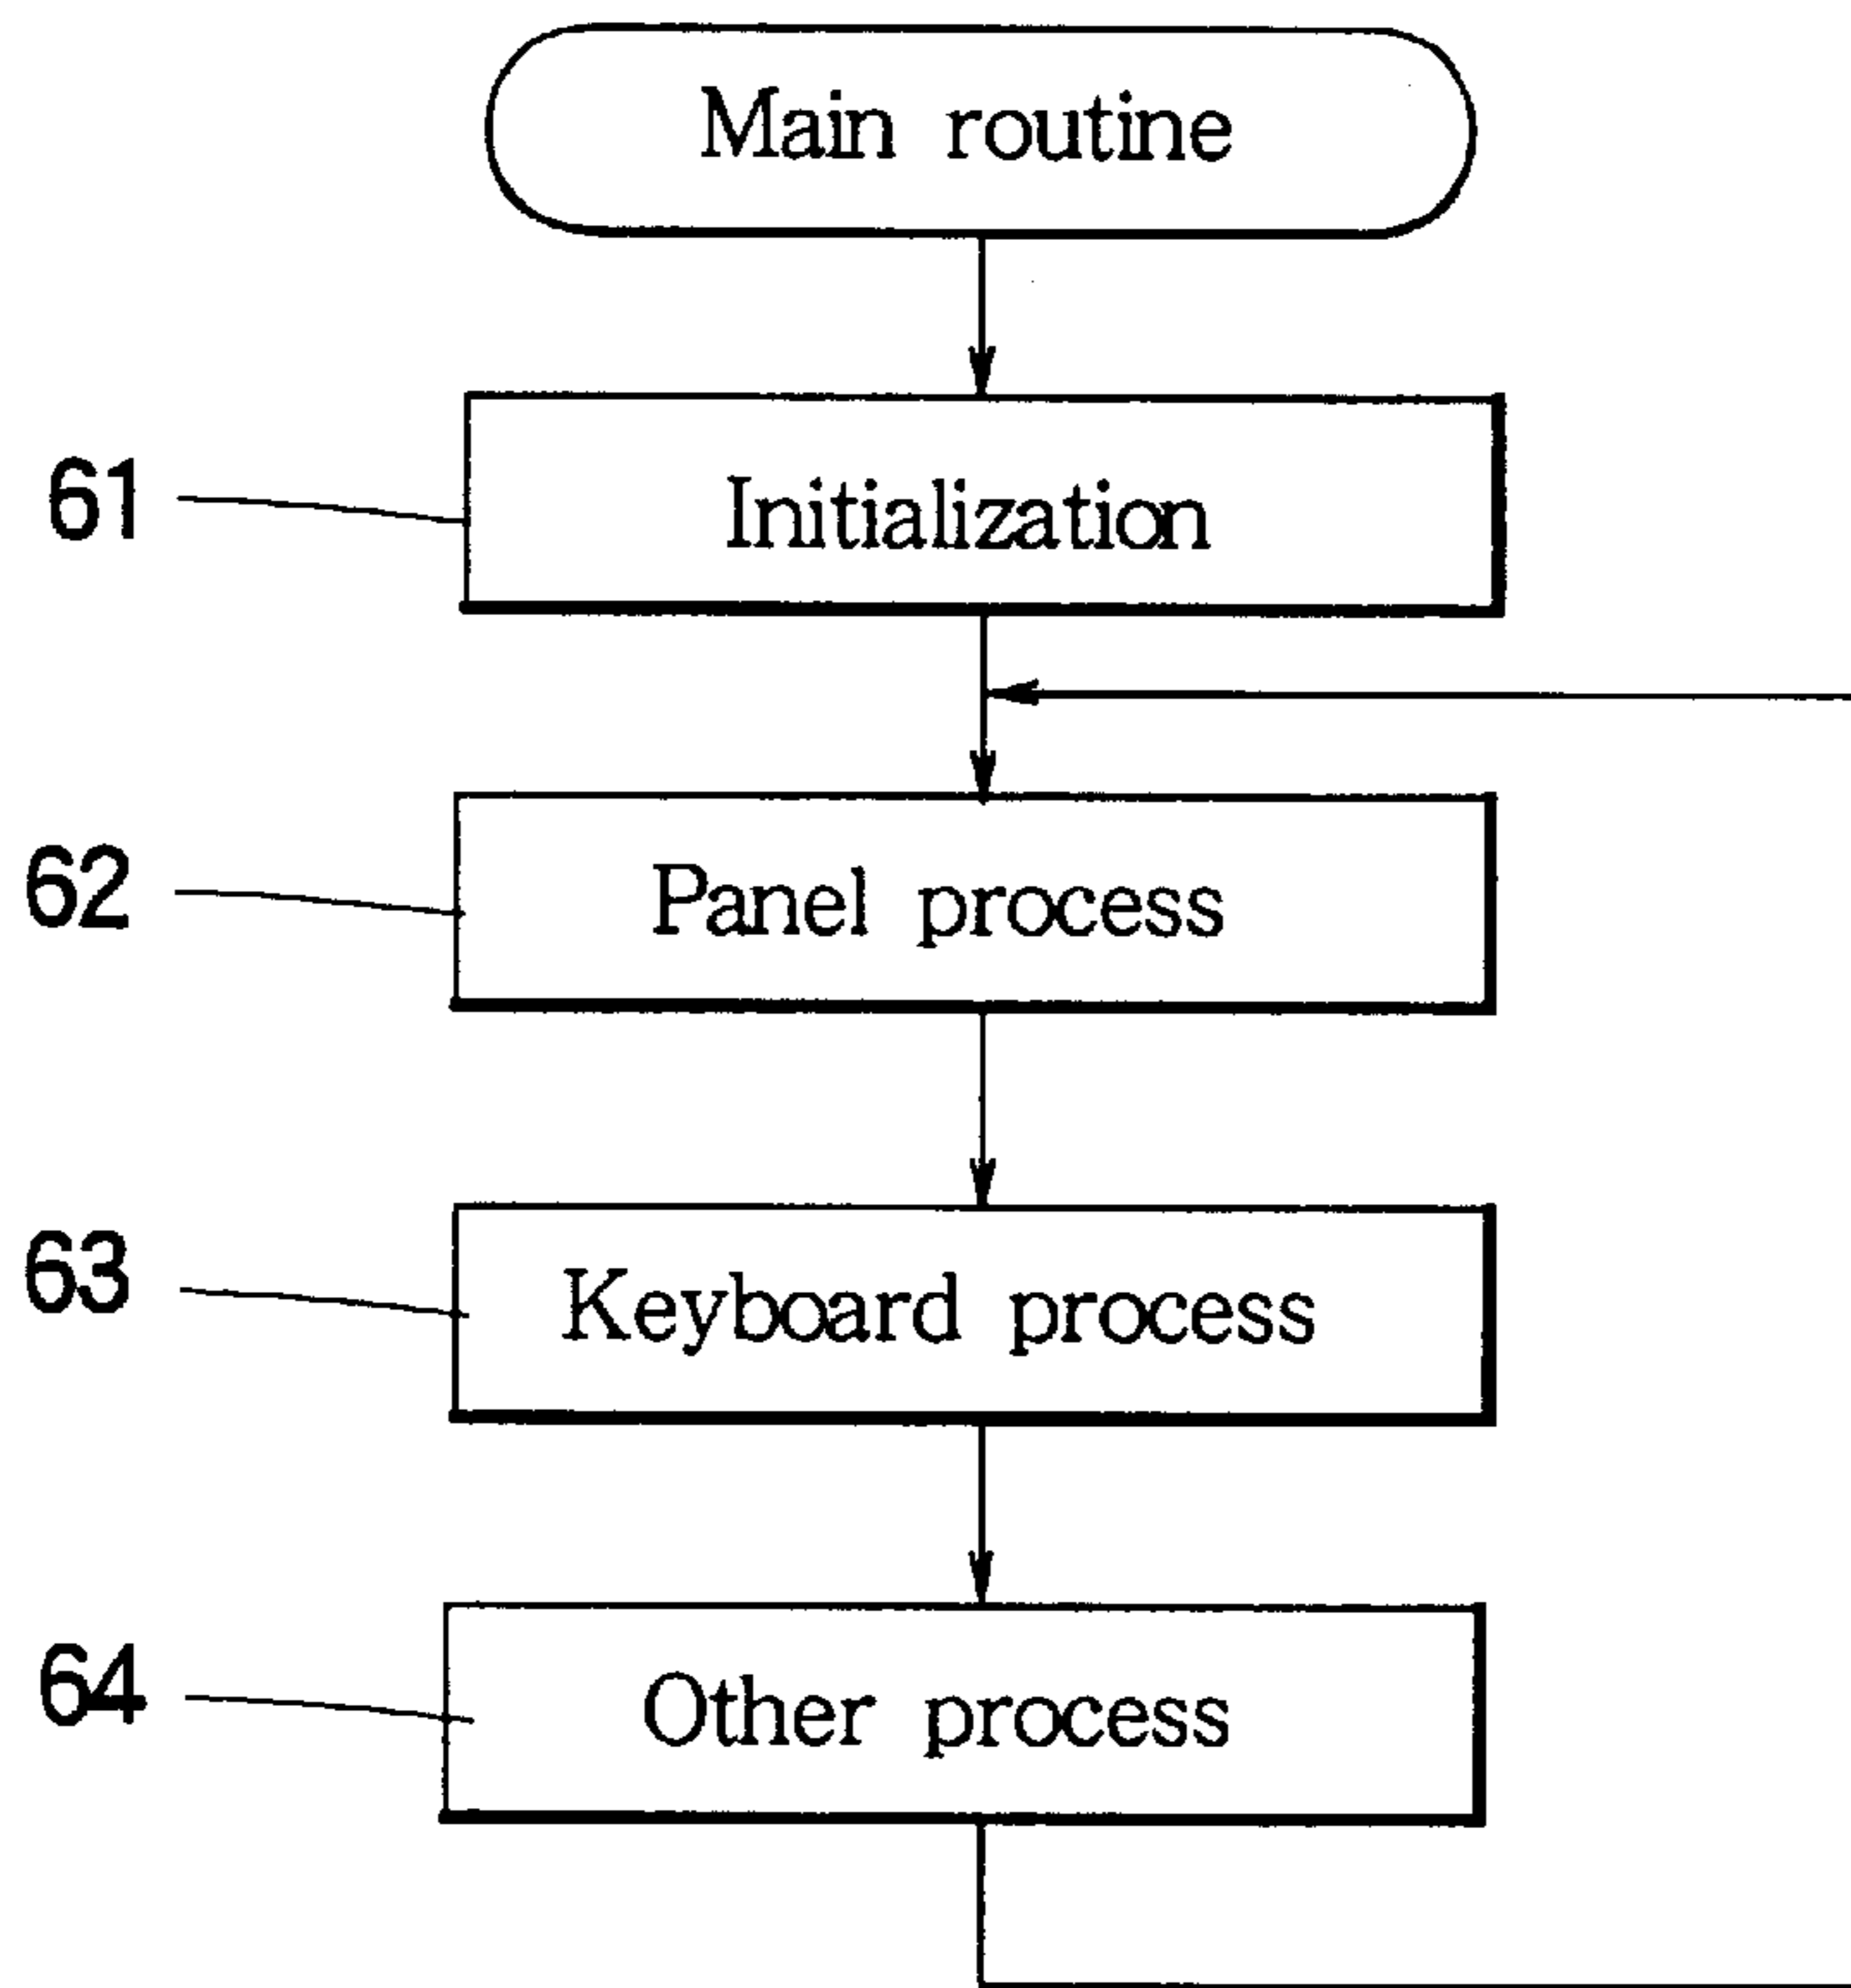 Main routine
61
Initialization
62
Panel process
63
Keyboard process
64
Other process